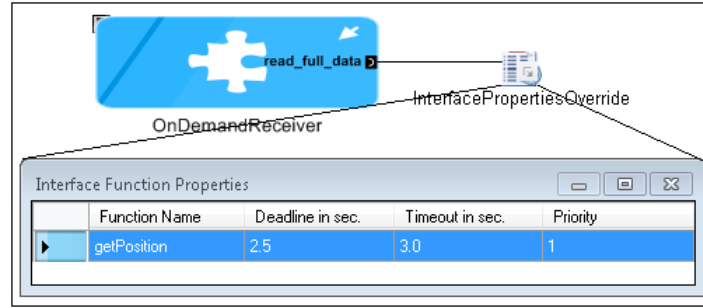 read_full_data
InterfacePropertiesOverride
OnDemandReceiver
Interface Function Properties
Function Name Deadline in sec. Timeout in sec. Priority
getPosition 2.5 3.0 1